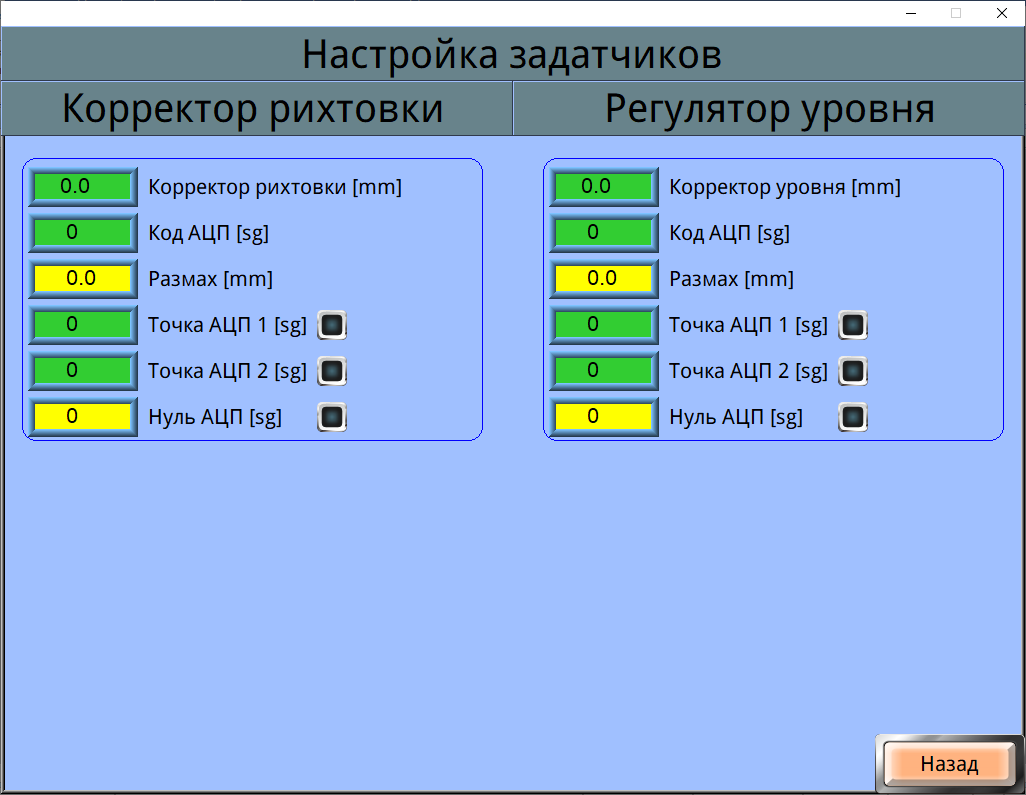 Настройка задатчиков
Корректор рихтовки
Регулятор уровня
0.0 Корректор рихтовки [mm]
0 Код АЦП [sg]
0.0 Размах [mm]
0 Точка АЦП 1 [sg]
0 Точка АЦП 2 [sg]
0 Нуль АЦП [sg]
0.0 Корректор уровня [mm]
0 Код АЦП [sg]
0.0 Размах [mm]
0 Точка АЦП 1 [sg]
0 Точка АЦП 2 [sg]
0 Нуль АЦП [sg]
Назад